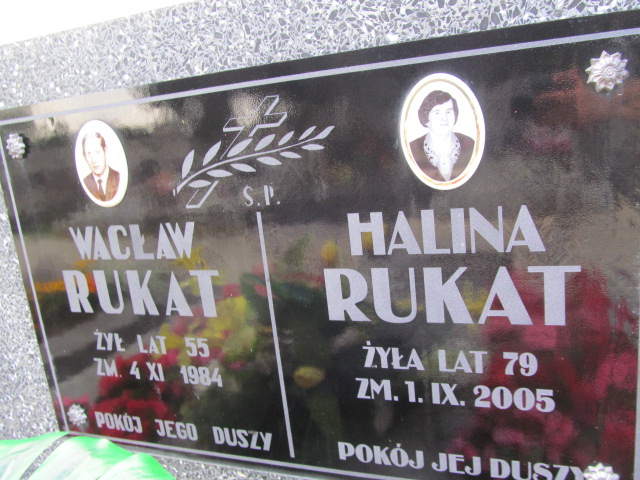 Ś.P.
WACŁAW
RUKAT
ŻYŁ LAT 55
ZM. 4 XI 1984
POKÓJ JEGO DUSZY
HALINA
RUKAT
ŻYŁA LAT 79
ZM. 1. IX. 2005
POKÓJ JEJ DUSZY